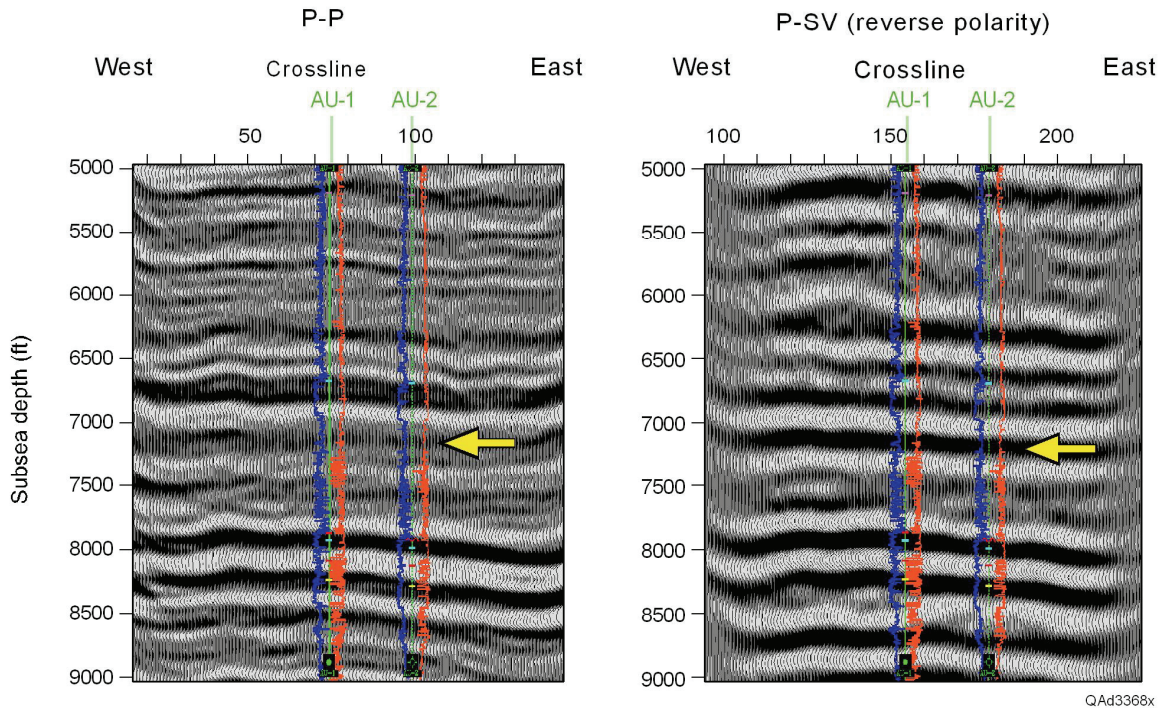 P-P
West Crossline East
AU-1 AU-2
50 100
5000
5500
6000
6500
7000
7500
8000
8500
9000
Subsea depth (ft)
P-SV (reverse polarity)
West Crossline East
AU-1 AU-2
100 150 200
5000
5500
6000
6500
7000
7500
8000
8500
9000
QAd3368x